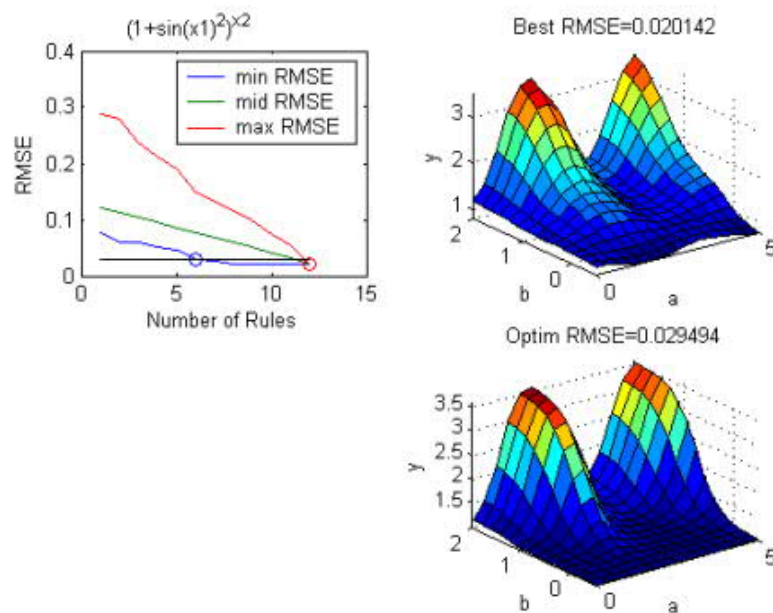 (1+sin(x1)²)ˣ²
0.4
0.3
0.2
0.1
0
RMSE
min RMSE
mid RMSE
max RMSE
0 5 10 15
Number of Rules
Best RMSE=0.020142
3
2
1
y
2 1 0
b
0 5
a
Optim RMSE=0.029494
3.5
3
2.5
2
1.5
y
2 1 0
b
0 5
a